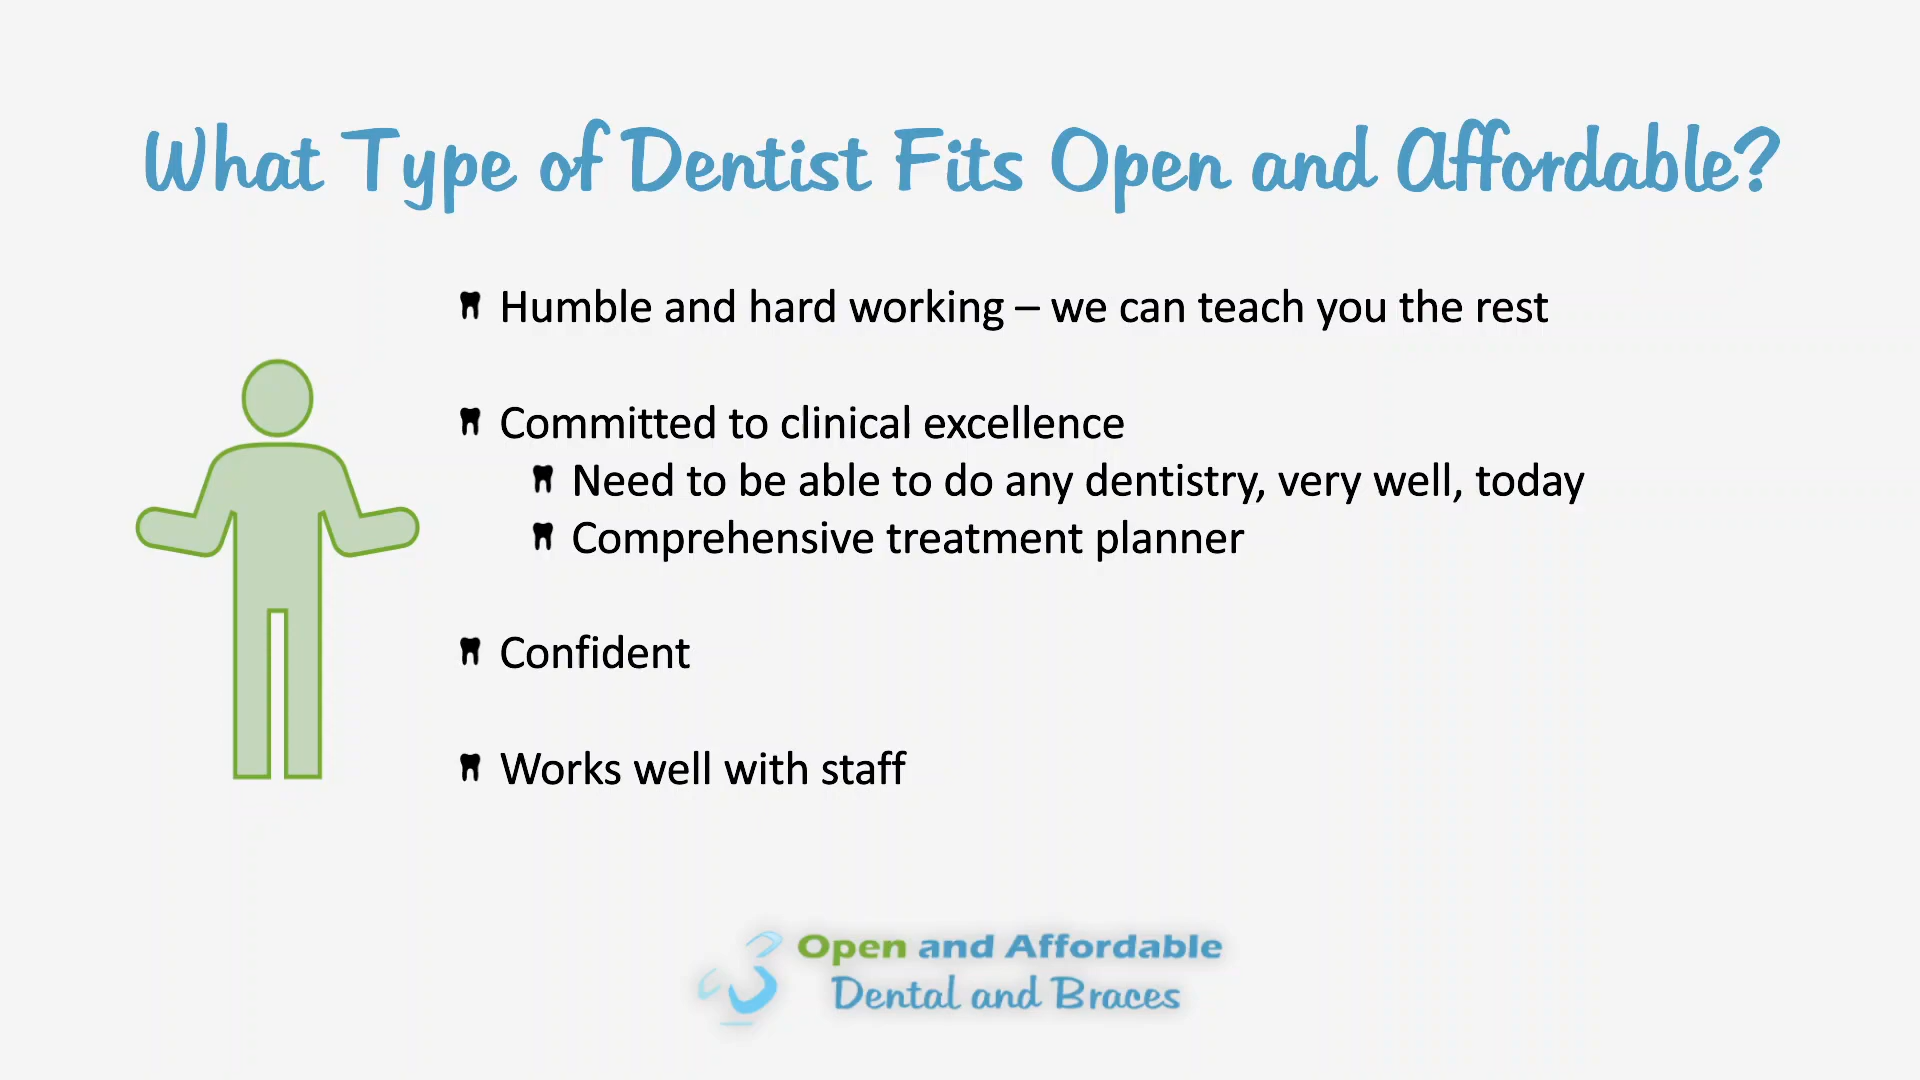 What Type of Dentist Fits Open and Affordable?
Humble and hard working – we can teach you the rest
Committed to clinical excellence
Need to be able to do any dentistry, very well, today
Comprehensive treatment planner
Confident
Works well with staff
Open and Affordable
Dental and Braces